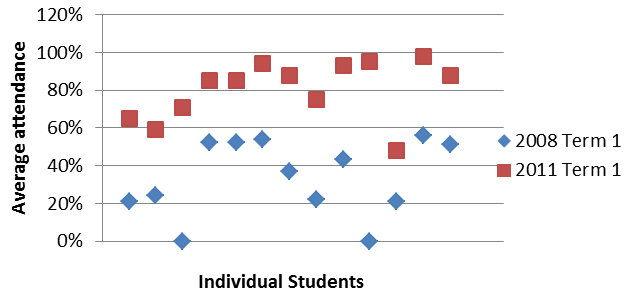 120%
100%
80%
60%
40%
20%
0%
Average attendance
Individual Students
2008 Term 1
2011 Term 1